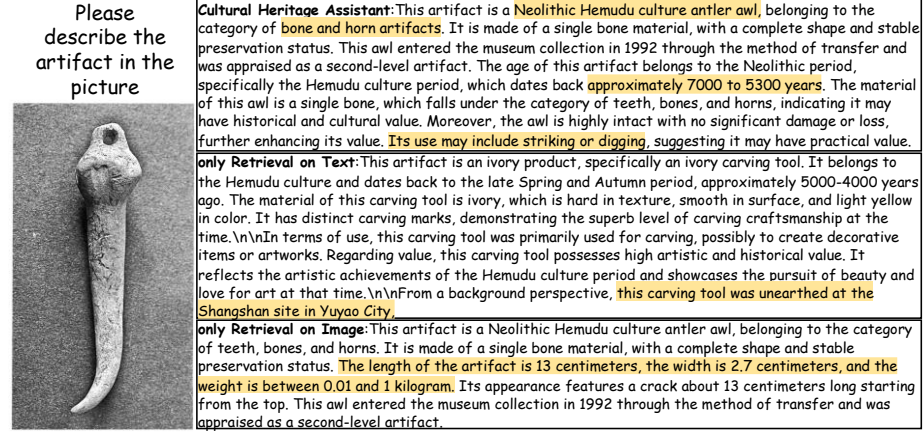 Please
describe the
artifact in the
picture
Cultural Heritage Assistant:This artifact is a Neolithic Hemudu culture antler awl, belonging to the
category of bone and horn artifacts. It is made of a single bone material, with a complete shape and stable
preservation status. This awl entered the museum collection in 1992 through the method of transfer and
was appraised as a second-level artifact. The age of this artifact belongs to the Neolithic period,
specifically the Hemudu culture period, which dates back approximately 7000 to 5300 years. The material
of this awl is a single bone, which falls under the category of teeth, bones, and horns, indicating it may
have historical and cultural value. Moreover, the awl is highly intact with no significant damage or loss,
further enhancing its value. Its use may include striking or digging, suggesting it may have practical value.
only Retrieval on Text:This artifact is an ivory product, specifically an ivory carving tool. It belongs to
the Hemudu culture and dates back to the late Spring and Autumn period, approximately 5000-4000 years
ago. The material of this carving tool is ivory, which is hard in texture, smooth in surface, and light yellow
in color. It has distinct carving marks, demonstrating the superb level of carving craftsmanship at the
time.\n\nIn terms of use, this carving tool was primarily used for carving, possibly to create decorative
items or artworks. Regarding value, this carving tool possesses high artistic and historical value. It
reflects the artistic achievements of the Hemudu culture period and showcases the pursuit of beauty and
love for art at that time.\n\nFrom a background perspective, this carving tool was unearthed at the
Shangshan site in Yuyao City,
only Retrieval on Image:This artifact is a Neolithic Hemudu culture antler awl, belonging to the category
of teeth, bones, and horns. It is made of a single bone material, with a complete shape and stable
preservation status. The length of the artifact is 13 centimeters, the width is 2.7 centimeters, and the
weight is between 0.01 and 1 kilogram. Its appearance features a crack about 13 centimeters long starting
from the top. This awl entered the museum collection in 1992 through the method of transfer and was
appraised as a second-level artifact.